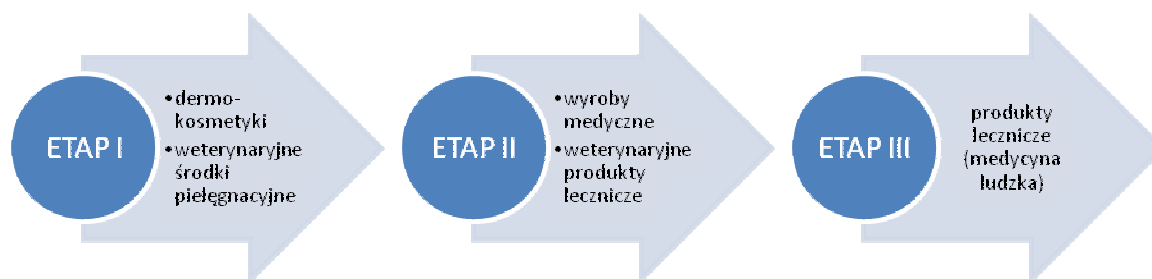 ETAP I
•dermo-
kosmetyki
•weterynaryjne
środki
pielęgnacyjne
ETAP II
•wyroby
medyczne
•weterynaryjne
produkty
lecznicze
ETAP III
produkty
lecznicze
(medycyna
ludzka)